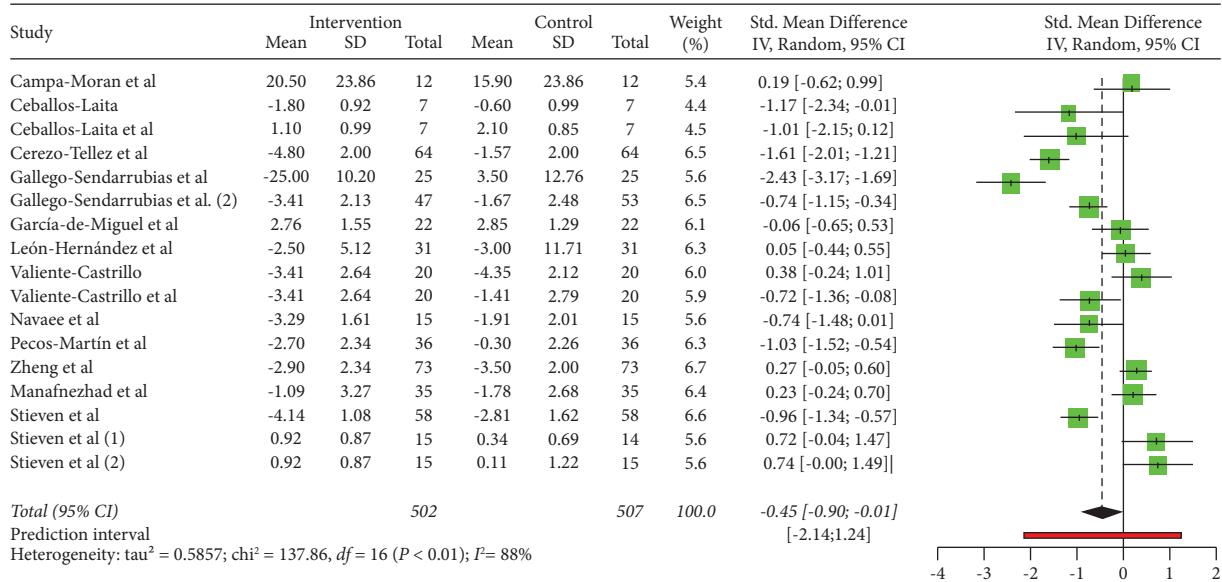 Study Intervention Control Weight (%) Std. Mean Difference IV, Random, 95% CI Std. Mean Difference IV, Random, 95% CI
Mean SD Total Mean SD Total
Campa-Moran et al 20.50 23.86 12 15.90 23.86 12 5.4 0.19 [-0.62; 0.99]
Ceballos-Laita -1.80 0.92 7 -0.60 0.99 7 4.4 -1.17 [-2.34; -0.01]
Ceballos-Laita et al 1.10 0.99 7 2.10 0.85 7 4.5 -1.01 [-2.15; 0.12]
Cerezo-Tellez et al -4.80 2.00 64 -1.57 2.00 64 6.5 -1.61 [-2.01; -1.21]
Gallego-Sendarrubias et al -25.00 10.20 25 3.50 12.76 25 5.6 -2.43 [-3.17; -1.69]
Gallego-Sendarrubias et al. (2) -3.41 2.13 47 -1.67 2.48 53 6.5 -0.74 [-1.15; -0.34]
García-de-Miguel et al 2.76 1.55 22 2.85 1.29 22 6.1 -0.06 [-0.65; 0.53]
León-Hernández et al -2.50 5.12 31 -3.00 11.71 31 6.3 0.05 [-0.44; 0.55]
Valiente-Castrillo -3.41 2.64 20 -4.35 2.12 20 6.0 0.38 [-0.24; 1.01]
Valiente-Castrillo et al -3.41 2.64 20 -1.41 2.79 20 5.9 -0.72 [-1.36; -0.08]
Navaee et al -3.29 1.61 15 -1.91 2.01 15 5.6 -0.74 [-1.48; 0.01]
Pecos-Martín et al -2.70 2.34 36 -0.30 2.26 36 6.3 -1.03 [-1.52; -0.54]
Zheng et al -2.90 2.34 73 -3.50 2.00 73 6.7 0.27 [-0.05; 0.60]
Manafnezhad et al -1.09 3.27 35 -1.78 2.68 35 6.4 0.23 [-0.24; 0.70]
Stieven et al -4.14 1.08 58 -2.81 1.62 58 6.6 -0.96 [-1.34; -0.57]
Stieven et al (1) 0.92 0.87 15 0.34 0.69 14 5.6 0.72 [-0.04; 1.47]
Stieven et al (2) 0.92 0.87 15 0.11 1.22 15 5.6 0.74 [-0.00; 1.49]|
Total (95% CI) 502 507 100.0 -0.45 [-0.90; -0.01]
Prediction interval [-2.14;1.24]
Heterogeneity: tau² = 0.5857; chi² = 137.86, df = 16 (P < 0.01); I²= 88%
-4 -3 -2 -1 0 1 2